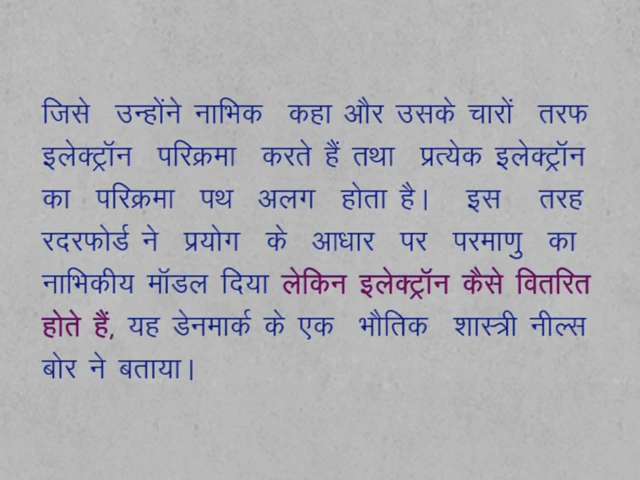 जिसे उन्होंने नाभिक कहा और उसके चारों तरफ
इलेक्ट्रॉन परिक्रमा करते हैं तथा प्रत्येक इलेक्ट्रॉन
का परिक्रमा पथ अलग होता है। इस तरह
रदरफोर्ड ने प्रयोग के आधार पर परमाणु का
नाभिकीय मॉडल दिया लेकिन इलेक्ट्रॉन कैसे वितरित
होते हैं, यह डेनमार्क के एक भौतिक शास्त्री नील्स
बोर ने बताया।